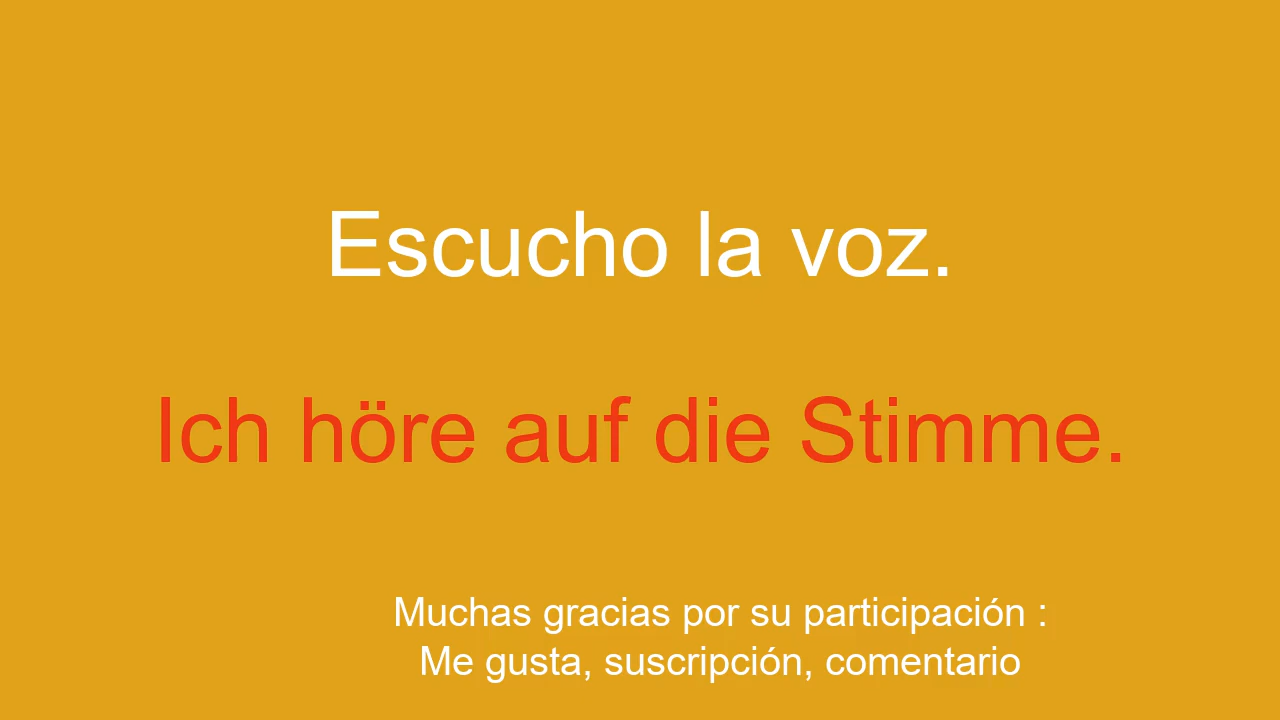 Escucho la voz.
Ich höre auf die Stimme.
Muchas gracias por su participación :
Me gusta, suscripción, comentario